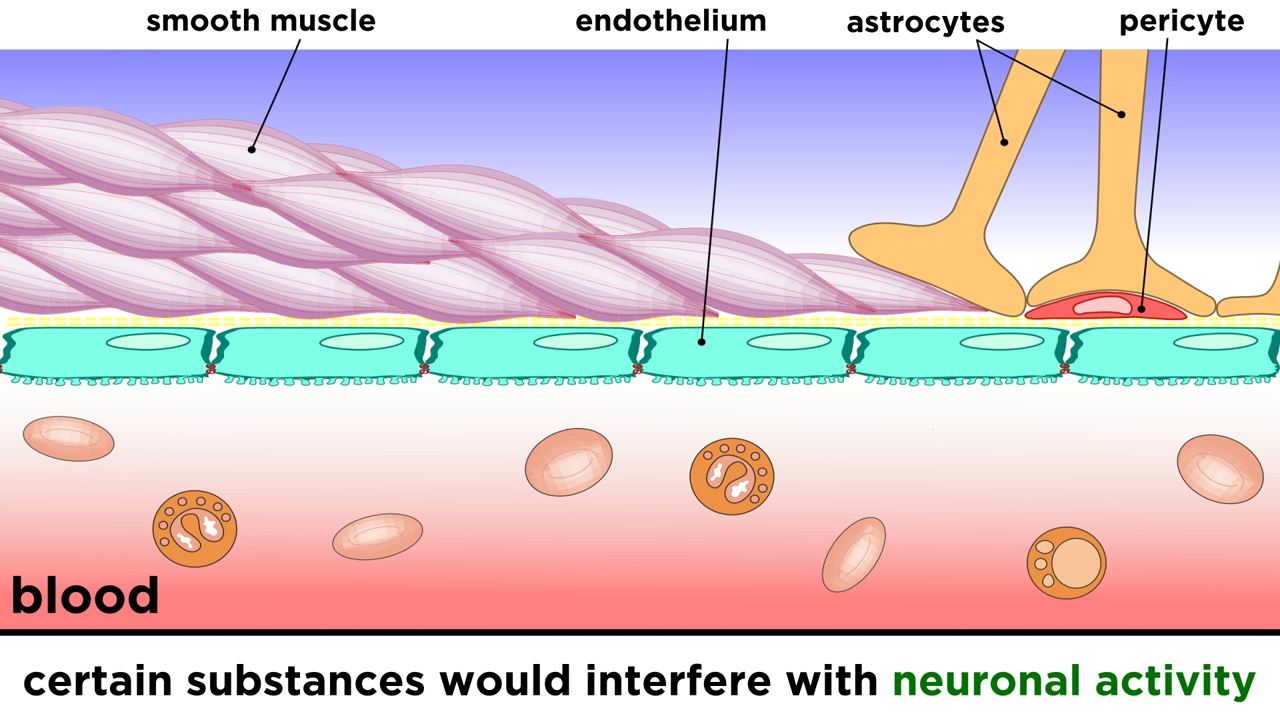 smooth muscle
endothelium
astrocytes
pericyte
blood
certain substances would interfere with neuronal activity